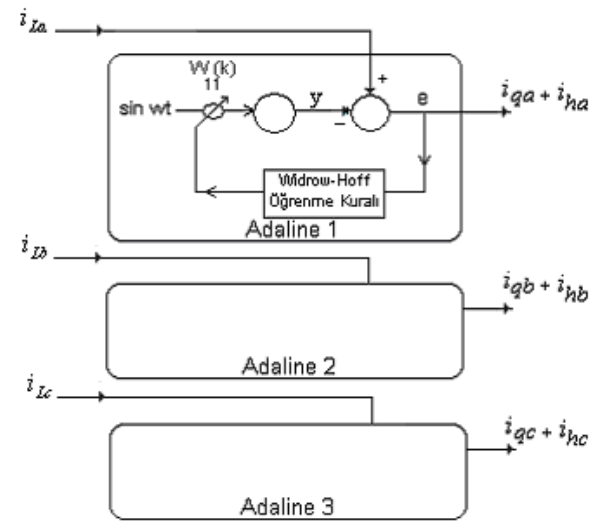 i_La
W(k)
11
sin wt
y
+
−
e
i_qa + i_ha
Widrow-Hoff
Öğrenme Kuralı
Adaline 1
i_Lb
i_qb + i_hb
Adaline 2
i_Lc
i_qc + i_hc
Adaline 3